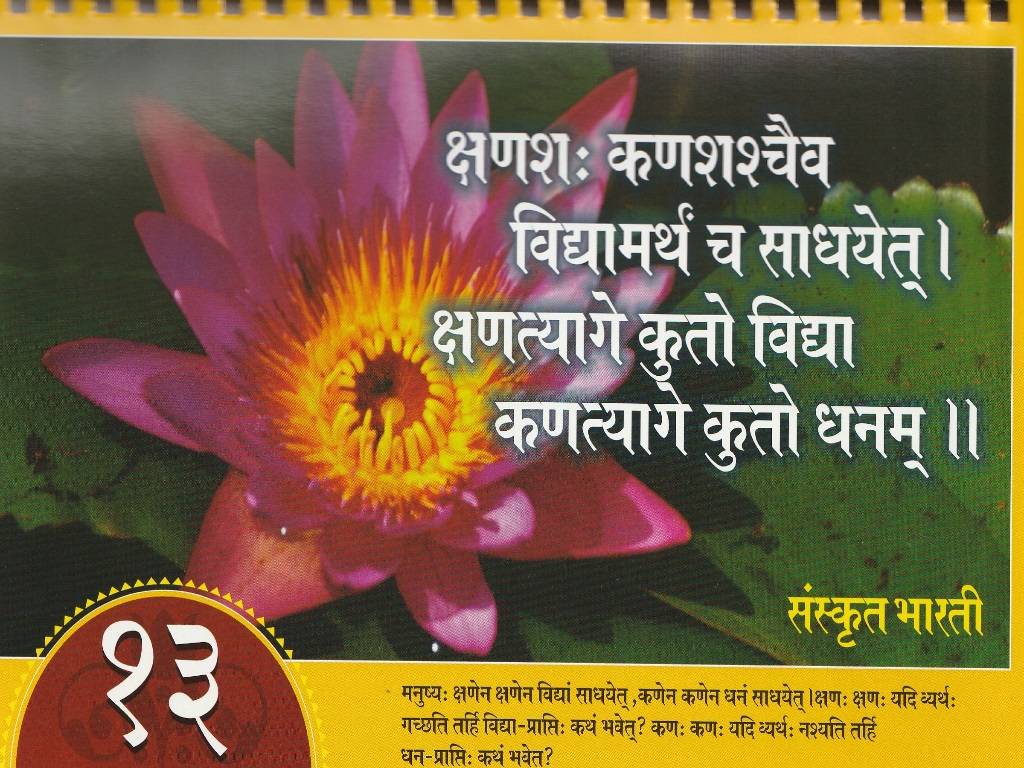 क्षणशः कणशश्चैव
विद्यामर्थं च साधयेत् ।
क्षणत्यागे कुतो विद्या
कणत्यागे कुतो धनम् ।।
संस्कृत भारती
१३
मनुष्यः क्षणेन क्षणेन विद्यां साधयेत् ,कणेन कणेन धनं साधयेत् ।क्षणः क्षणः यदि व्यर्थः
गच्छति तर्हि विद्या-प्राप्तिः कथं भवेत्? कणः कणः यदि व्यर्थः नश्यति तर्हि
धन-प्राप्तिः कथं भवेत?